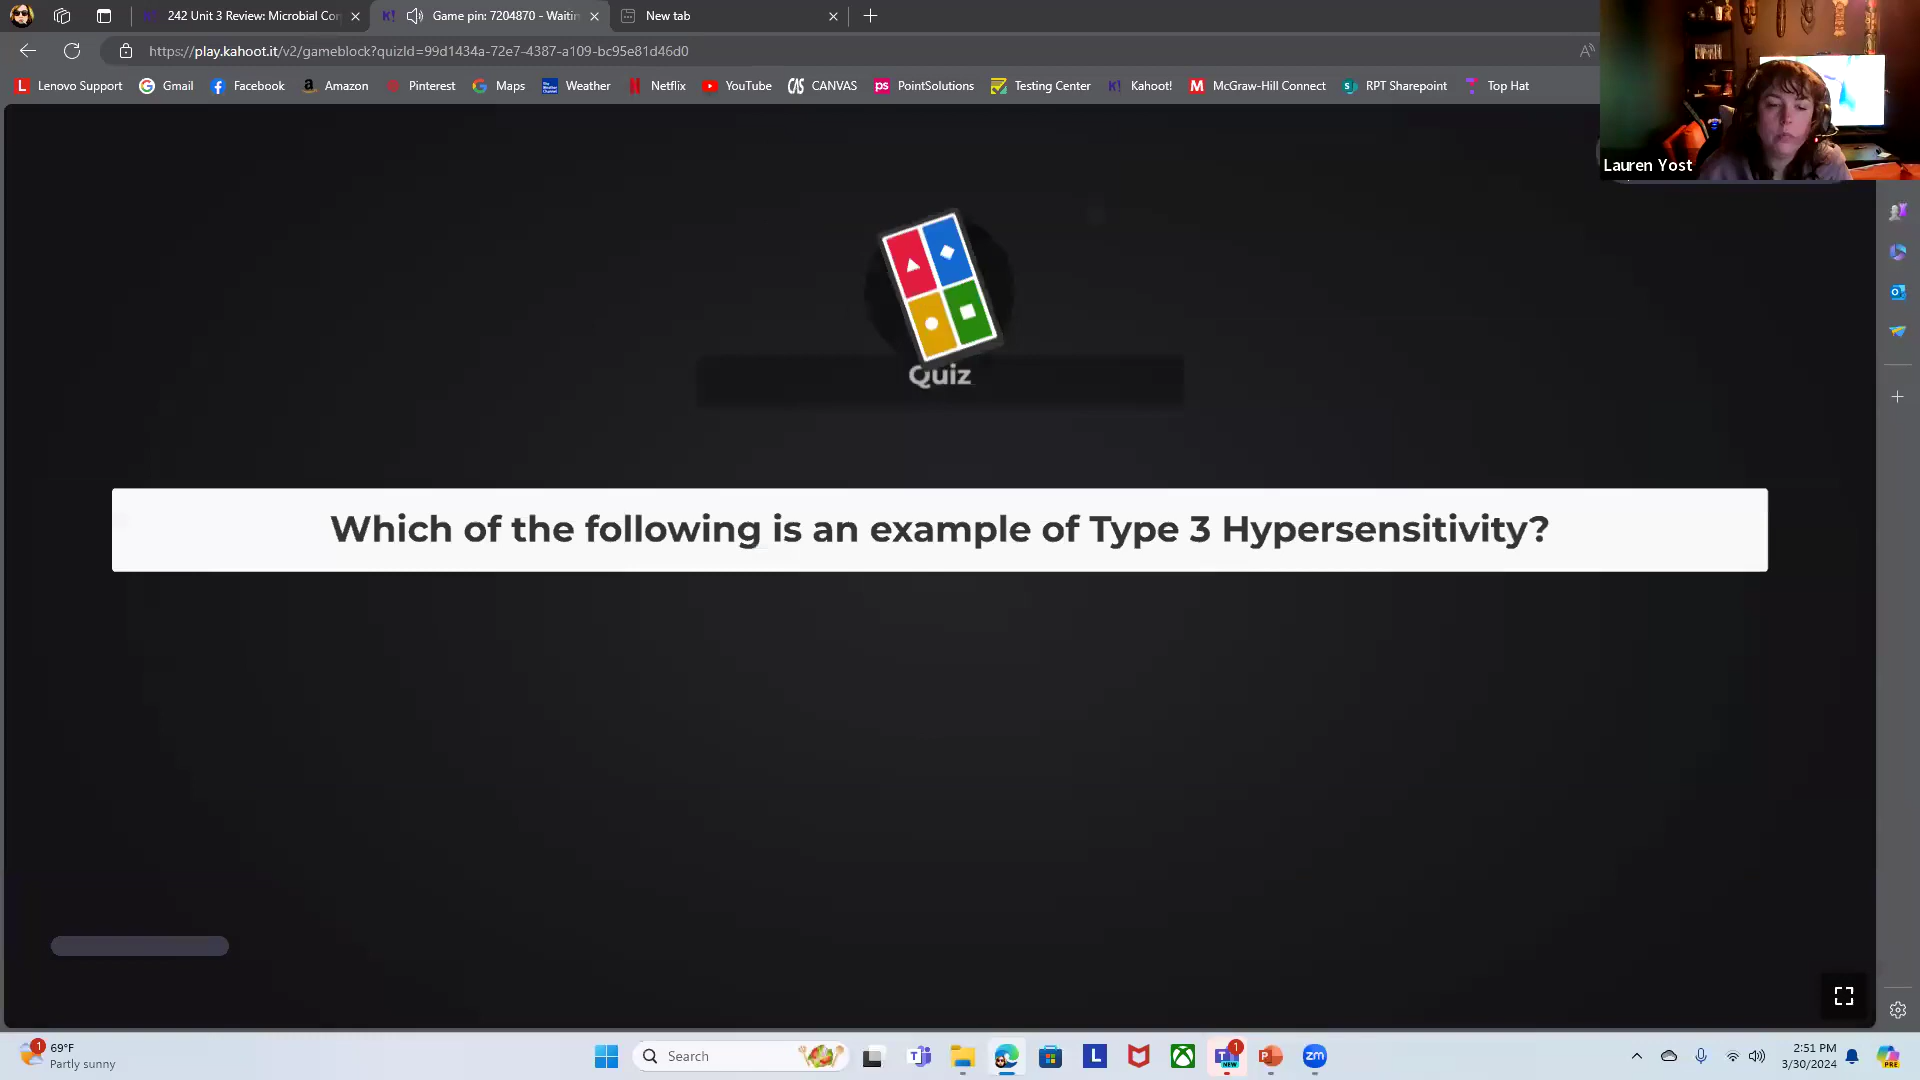 242 Unit 3 Review: Microbial Cor
Game pin: 7204870 - Waitin
New tab
https://play.kahoot.it/v2/gameblock?quizId=99d1434a-72e7-4387-a109-bc95e81d46d0
Lenovo Support
Gmail
Facebook
Amazon
Pinterest
Maps
Weather
Netflix
YouTube
CANVAS
PointSolutions
Testing Center
Kahoot!
McGraw-Hill Connect
RPT Sharepoint
Top Hat
Lauren Yost
Quiz
Which of the following is an example of Type 3 Hypersensitivity?
69°F
Partly sunny
Search
2:51 PM
3/30/2024